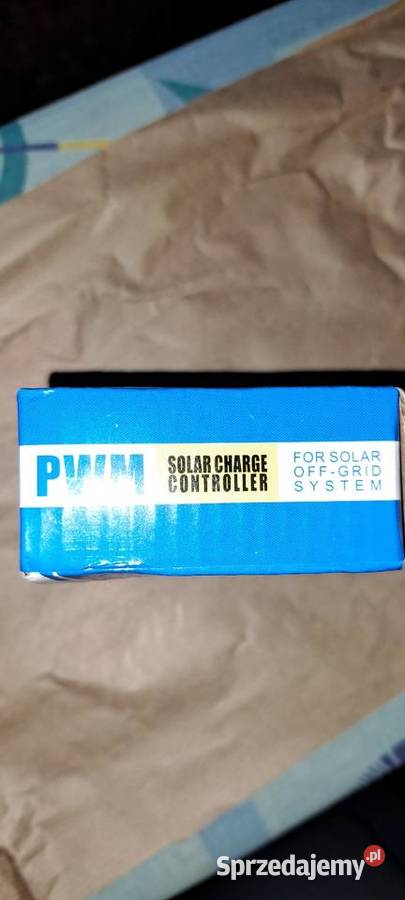 PWM
SOLAR CHARGE
CONTROLLER
FOR SOLAR
OFF-GRID
SYSTEM
Sprzedajemy.pl